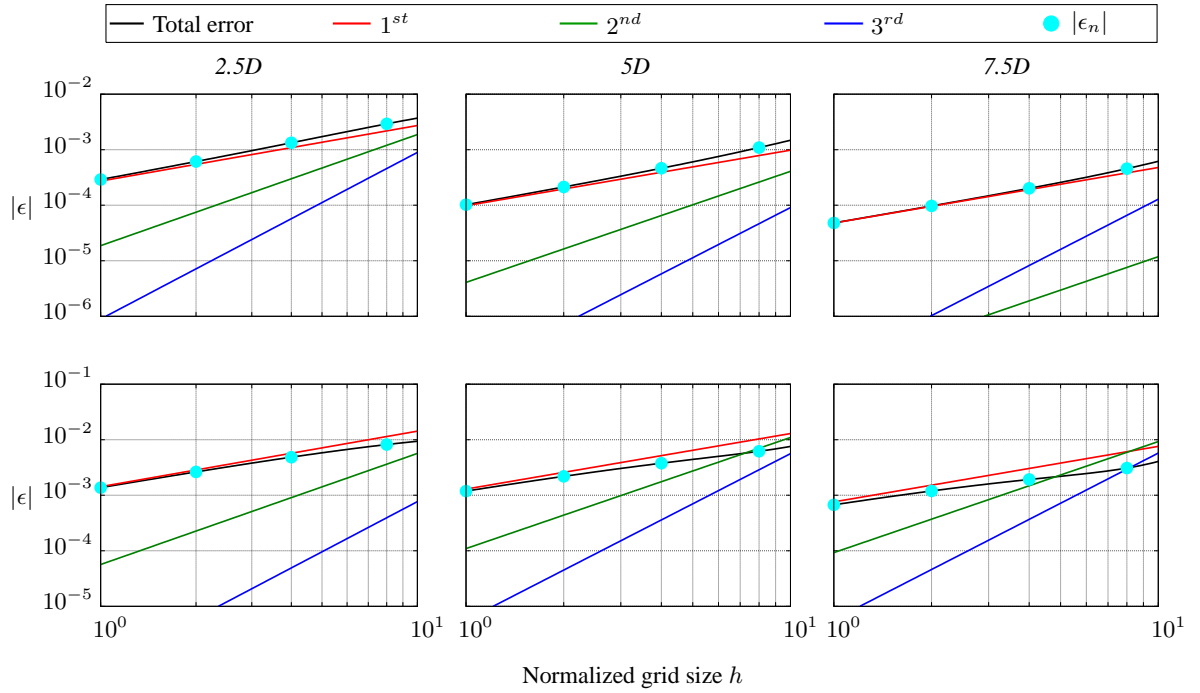 Total error 1^{st} 2^{nd} 3^{rd} |ϵ_n|
2.5D 5D 7.5D
10^{-2}
10^{-3}
10^{-4}
10^{-5}
10^{-6}
|ϵ|
10^{-1}
10^{-2}
10^{-3}
10^{-4}
10^{-5}
|ϵ|
10^0 10^1 10^0 10^1 10^0 10^1
Normalized grid size h